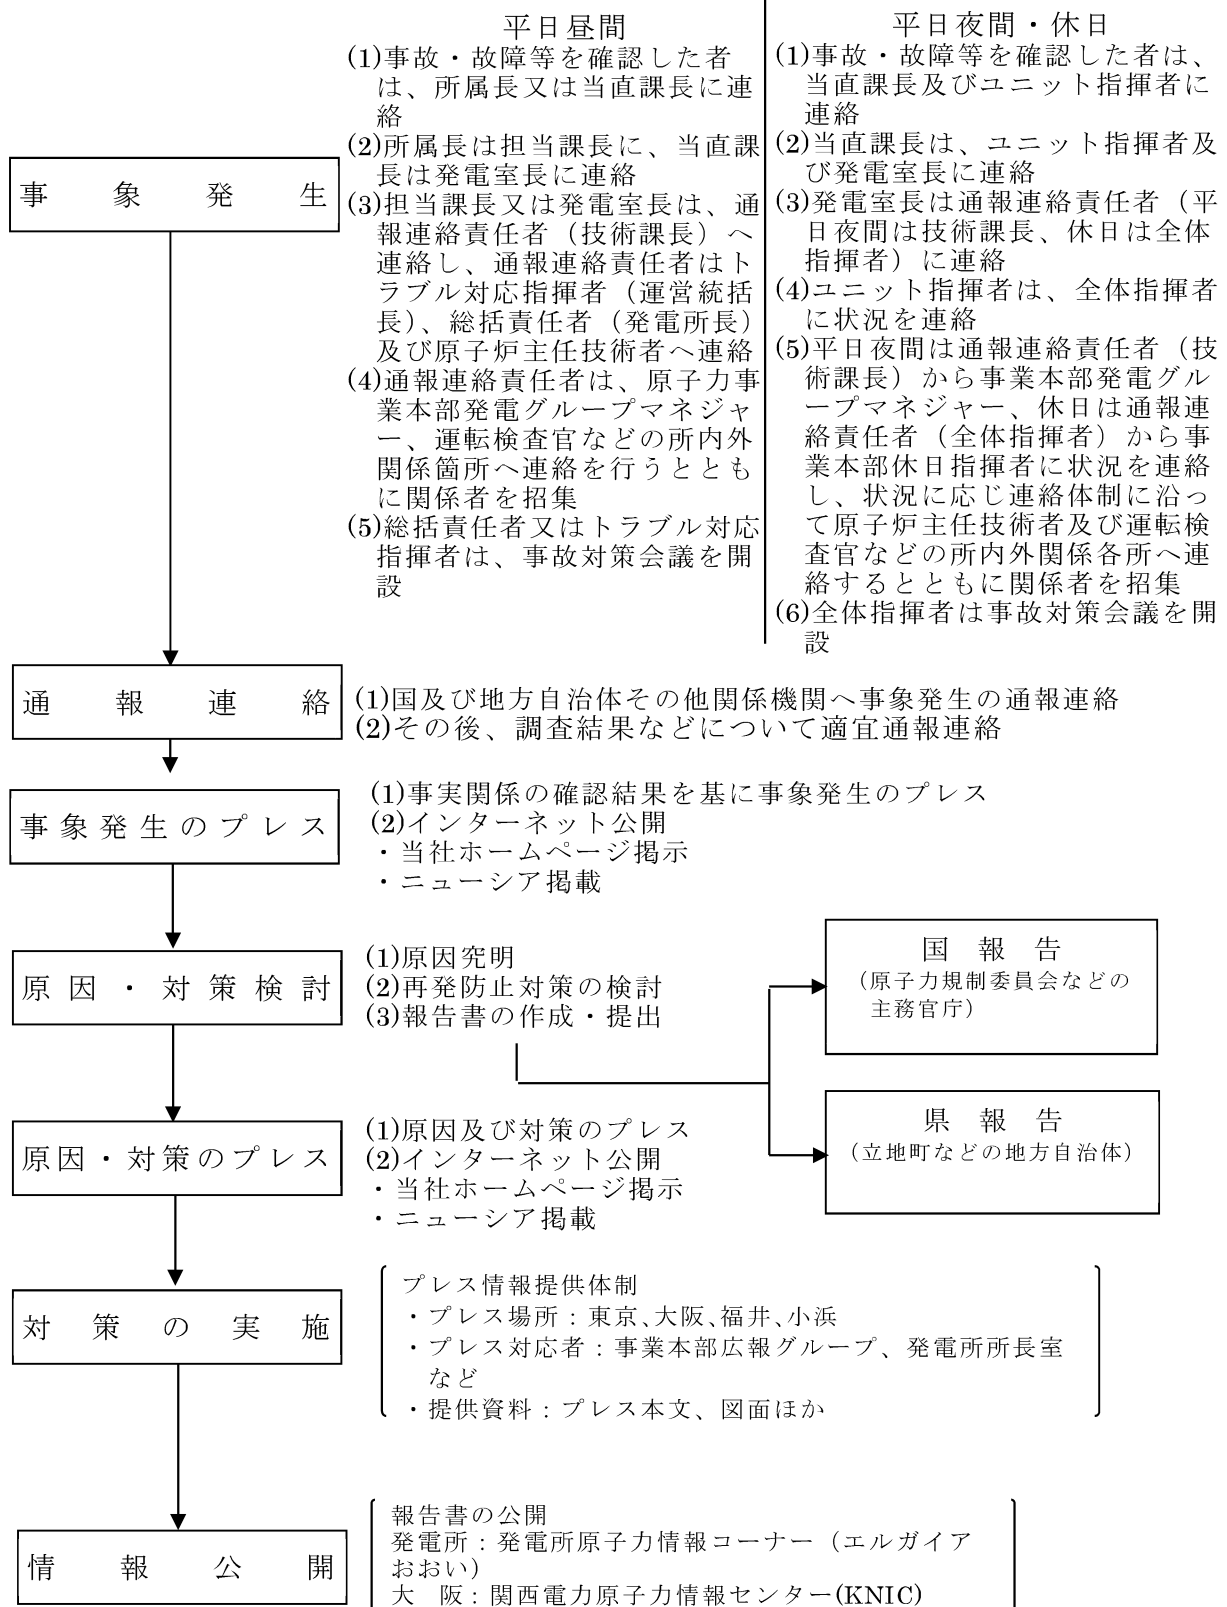 平日昼間
(1)事故・故障等を確認した者
は、所属長又は当直課長に連
絡
(2)所属長は担当課長に、当直課
長は発電室長に連絡
(3)担当課長又は発電室長は、通
報連絡責任者（技術課長）へ
連絡し、通報連絡責任者はト
ラブル対応指揮者（運営統括
長）、総括責任者（発電所長）
及び原子炉主任技術者へ連絡
(4)通報連絡責任者は、原子力事
業本部発電グループマネジャ
ー、運転検査官などの所内外
関係箇所へ連絡を行うととも
に関係者を招集
(5)総括責任者又はトラブル対応
指揮者は、事故対策会議を開
設
平日夜間・休日
(1)事故・故障等を確認した者は、
当直課長及びユニット指揮者に
連絡
(2)当直課長は、ユニット指揮者及
び発電室長に連絡
(3)発電室長は通報連絡責任者（平
日夜間は技術課長、休日は全体
指揮者）に連絡
(4)ユニット指揮者は、全体指揮者
に状況を連絡
(5)平日夜間は通報連絡責任者（技
術課長）から事業本部発電グル
ープマネジャー、休日は通報連
絡責任者（全体指揮者）から事
業本部休日指揮者に状況を連絡
し、状況に応じ連絡体制に沿っ
て原子炉主任技術者及び運転検
査官などの所内外関係各所へ連
絡するとともに関係者を招集
(6)全体指揮者は事故対策会議を開
設
事象発生
通報連絡
(1)国及び地方自治体その他関係機関へ事象発生の通報連絡
(2)その後、調査結果などについて適宜通報連絡
事象発生のプレス
(1)事実関係の確認結果を基に事象発生のプレス
(2)インターネット公開
・当社ホームページ掲示
・ニューシア掲載
原因・対策検討
(1)原因究明
(2)再発防止対策の検討
(3)報告書の作成・提出
国報告
（原子力規制委員会などの
主務官庁）
県報告
（立地町などの地方自治体）
原因・対策のプレス
(1)原因及び対策のプレス
(2)インターネット公開
・当社ホームページ掲示
・ニューシア掲載
対策の実施
プレス情報提供体制
・プレス場所：東京、大阪、福井、小浜
・プレス対応者：事業本部広報グループ、発電所所長室
など
・提供資料：プレス本文、図面ほか
情報公開
報告書の公開
発電所：発電所原子力情報コーナー（エルガイア
おおい）
大　阪：関西電力原子力情報センター(KNIC)